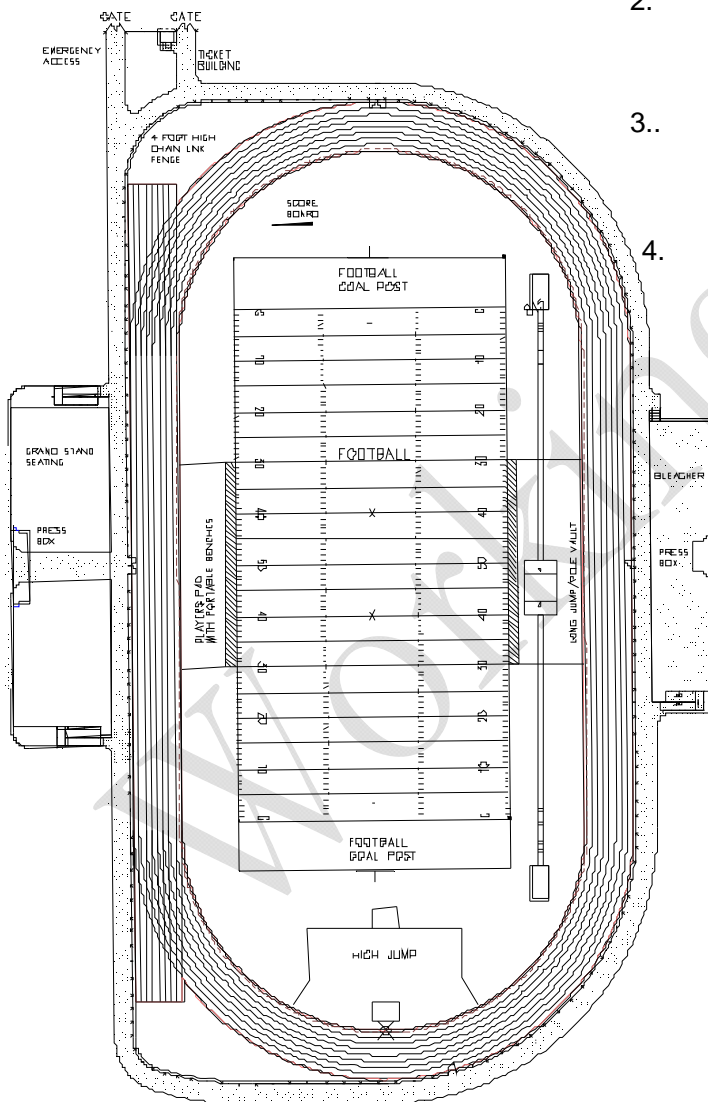 2.
GATE GATE
EMERGENCY
ACCESS
TICKET
BUILDING
3..
4 FOOT HIGH
CHAIN LINK
FENCE
SCORE
BOARD
4.
FOOTBALL
GOAL POST
10 10
20 20
30 FOOTBALL 30
GRAND STAND
SEATING
BLEACHER
40 40
PRESS
BOX
PLAYERS PAD
WITH PORTABLE BENCHES
50 50
LONG JUMP/POLE VAULT
PRESS
BOX
40 40
30 30
20 20
10 10
FOOTBALL
GOAL POST
HIGH JUMP